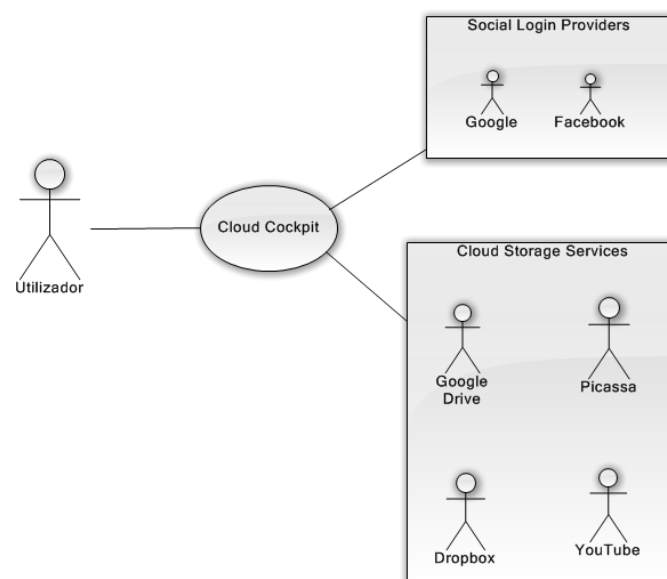 Social Login Providers
Google
Facebook
Cloud Cockpit
Utilizador
Cloud Storage Services
Google
Drive
Picassa
Dropbox
YouTube